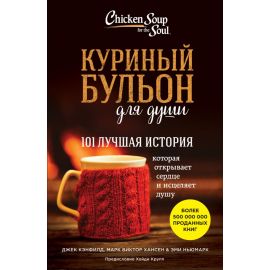 Chicken Soup
for the Soul
КУРИНЫЙ
БУЛЬОН
для души
101 ЛУЧШАЯ ИСТОРИЯ
которая
открывает
сердце
и исцеляет
душу
БОЛЕЕ
500 000 000
ПРОДАННЫХ
КНИГ
ДЖЕК КЭНФИЛД, МАРК ВИКТОР ХАНСЕН & ЭМИ НЬЮМАРК
Предисловие Хейди Крупп